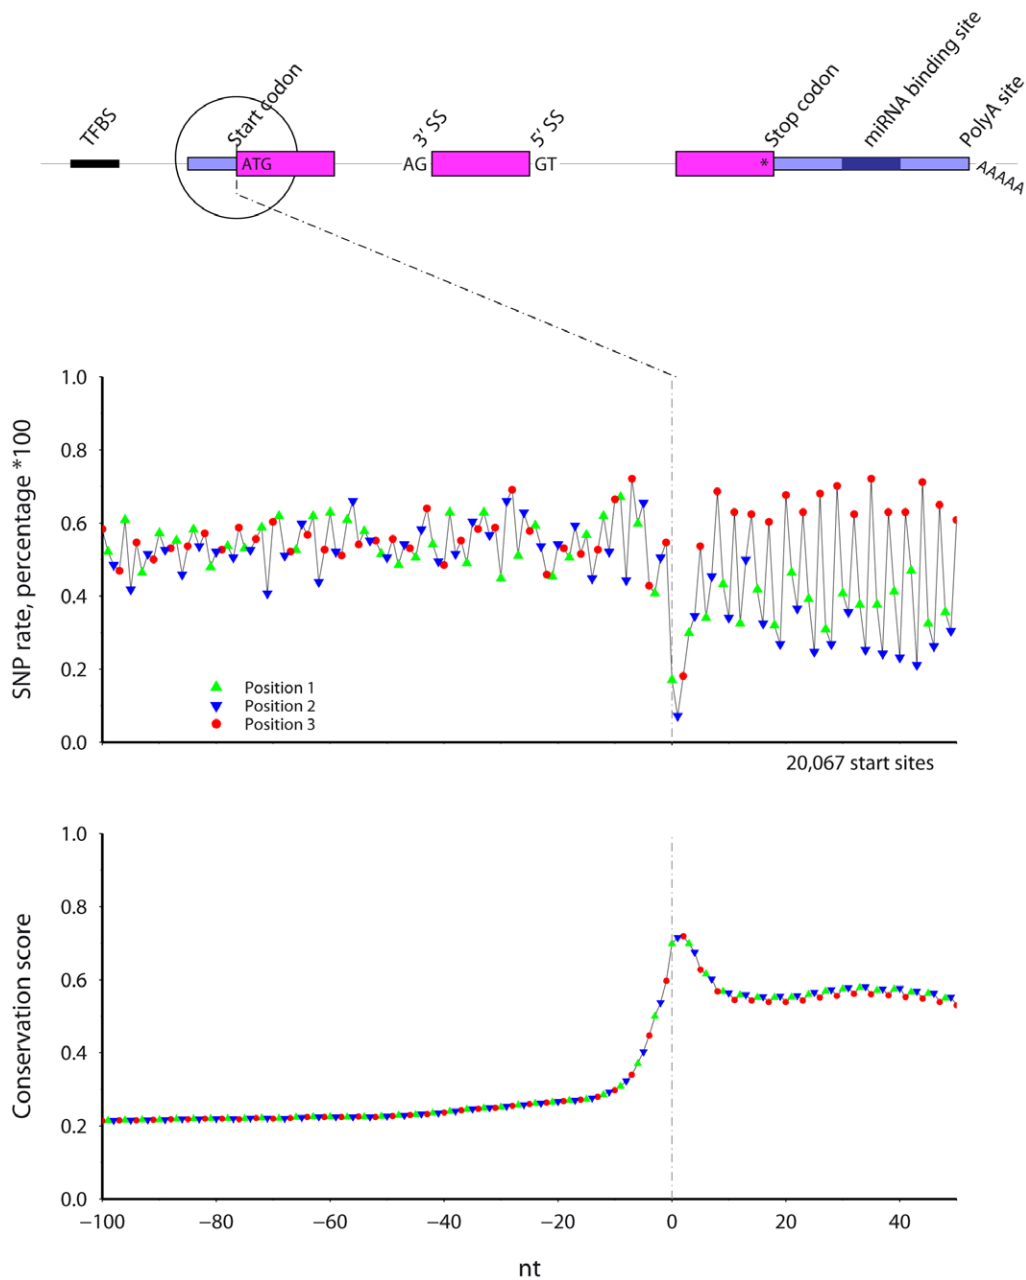 TFBS
Start codon
3' SS
5' SS
Stop codon
miRNA binding site
PolyA site
ATG
AG
GT
*
AAAAA
SNP rate, percentage *100
1.0
0.8
0.6
0.4
0.2
0.0
Position 1
Position 2
Position 3
20,067 start sites
Conservation score
1.0
0.8
0.6
0.4
0.2
0.0
−100 −80 −60 −40 −20 0 20 40
nt